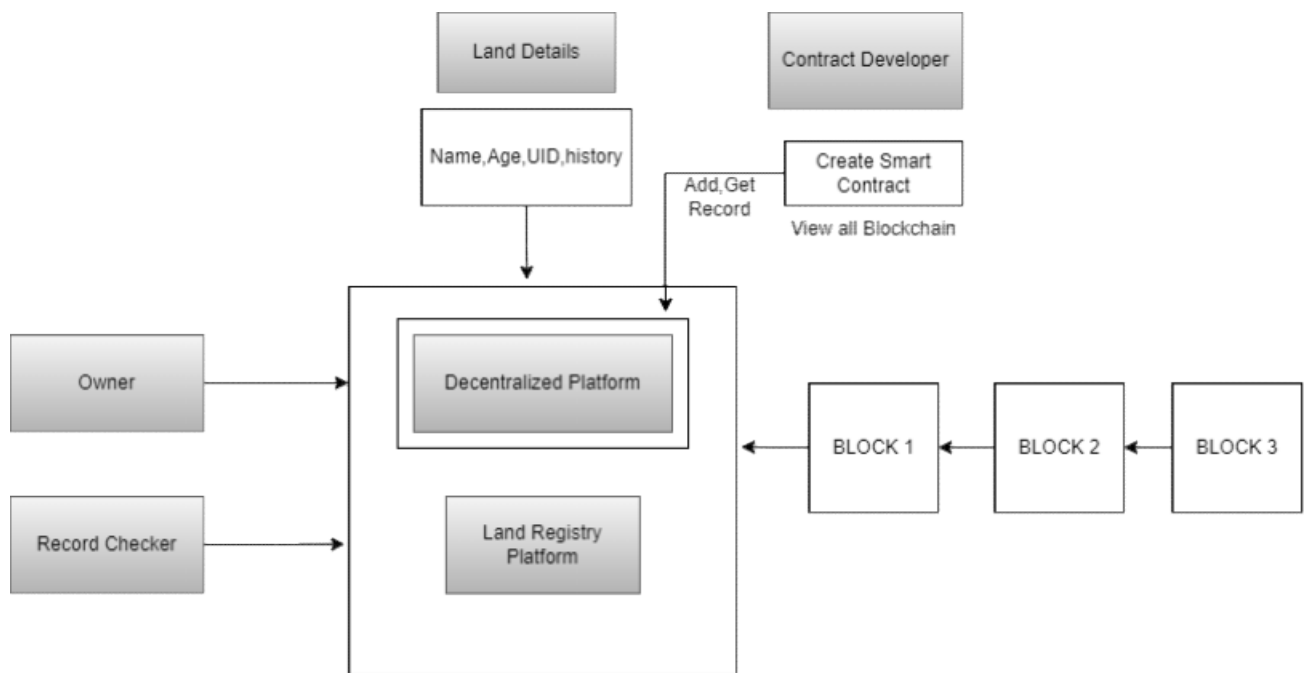 Land Details
Contract Developer
Name,Age,UID,history
Create Smart
Contract
Add,Get
Record
View all Blockchain
Owner
Decentralized Platform
BLOCK 1
BLOCK 2
BLOCK 3
Record Checker
Land Registry
Platform